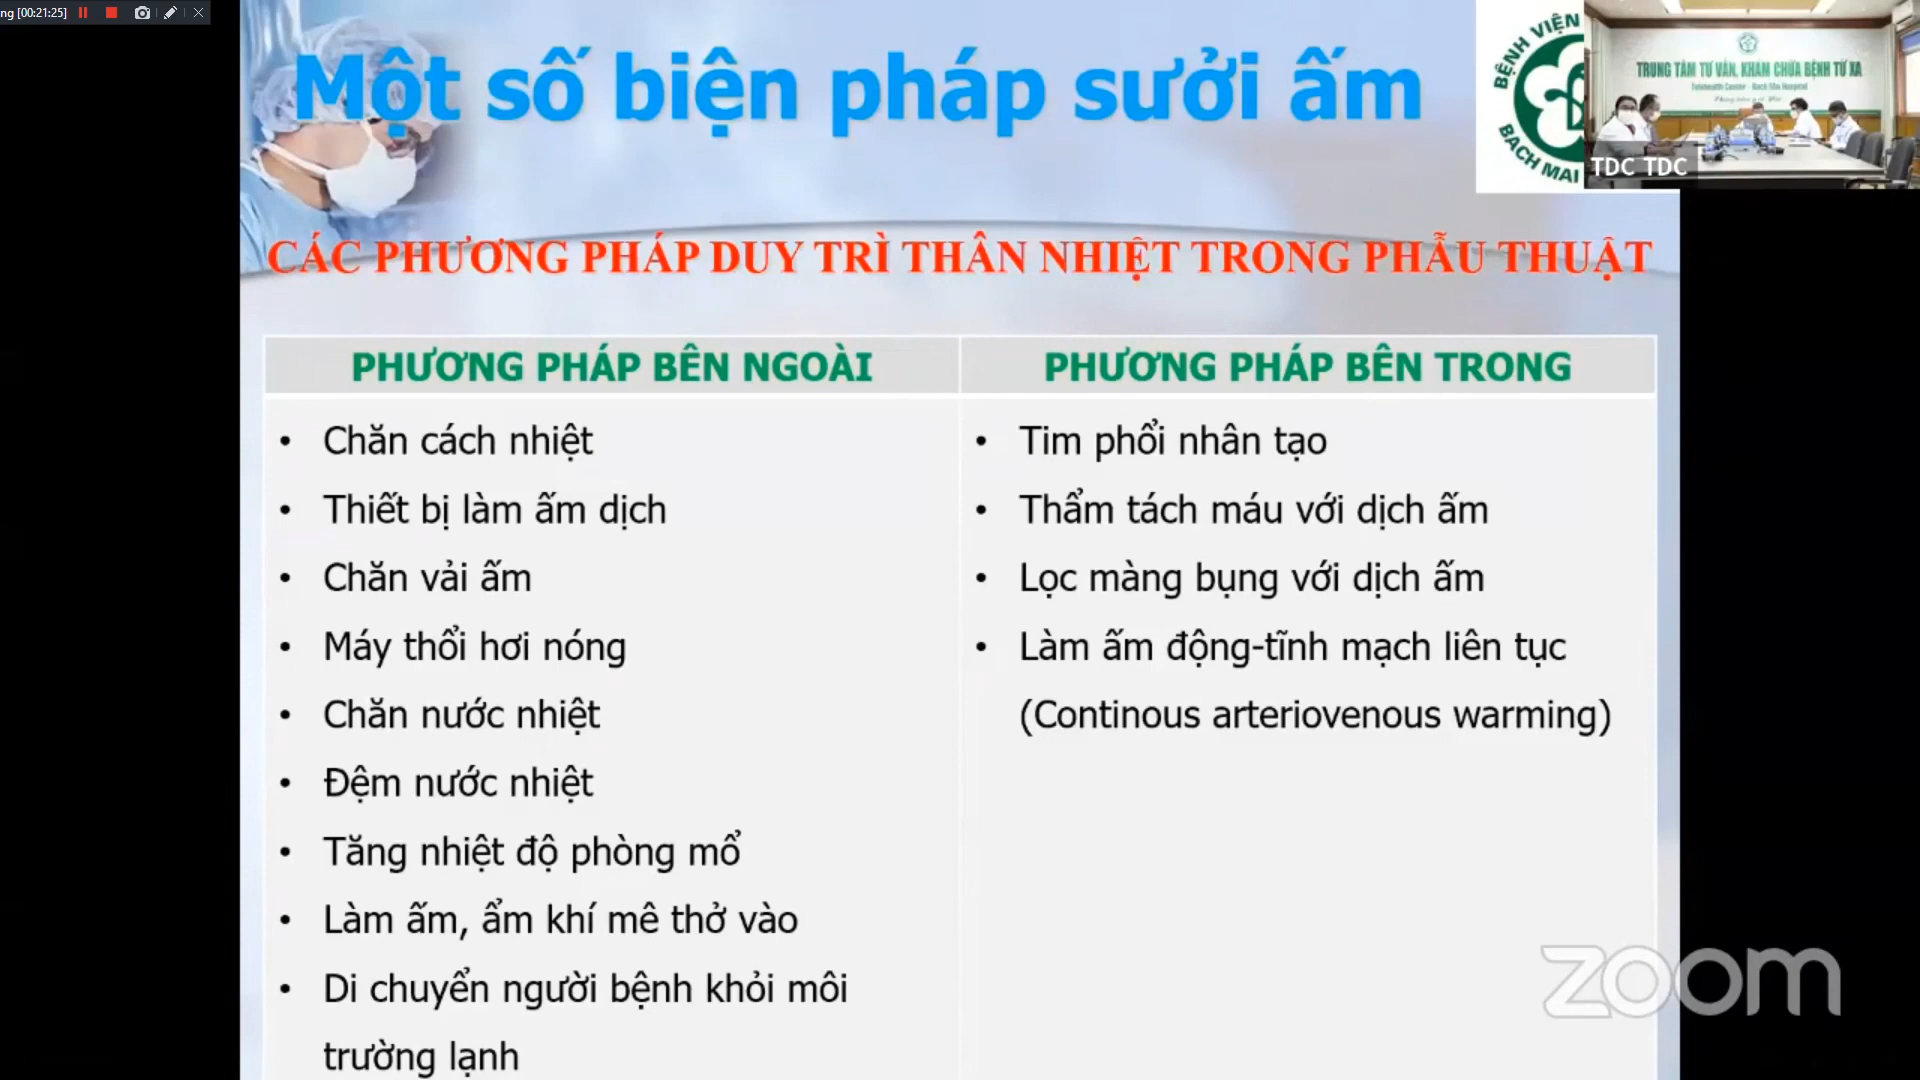 ng [00:21:25]
Một số biện pháp sưởi ấm
BỆNH VIỆN
BẠCH MAI
TRUNG TÂM TƯ VẤN, KHÁM CHỮA BỆNH TỪ XA
Telehealth Center - Bach Mai Hospital
TDC TDC
CÁC PHƯƠNG PHÁP DUY TRÌ THÂN NHIỆT TRONG PHẪU THUẬT
PHƯƠNG PHÁP BÊN NGOÀI
• Chăn cách nhiệt
• Thiết bị làm ấm dịch
• Chăn vải ấm
• Máy thổi hơi nóng
• Chăn nước nhiệt
• Đệm nước nhiệt
• Tăng nhiệt độ phòng mổ
• Làm ấm, ẩm khí mê thở vào
• Di chuyển người bệnh khỏi môi
trường lạnh
PHƯƠNG PHÁP BÊN TRONG
• Tim phổi nhân tạo
• Thẩm tách máu với dịch ấm
• Lọc màng bụng với dịch ấm
• Làm ấm động-tĩnh mạch liên tục
(Continous arteriovenous warming)
zoom